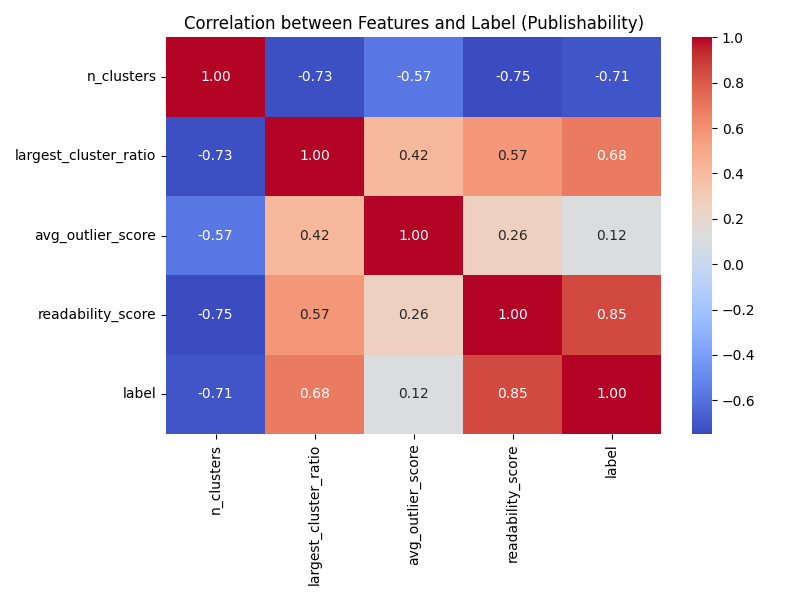 Correlation between Features and Label (Publishability)
n_clusters 1.00 -0.73 -0.57 -0.75 -0.71
largest_cluster_ratio -0.73 1.00 0.42 0.57 0.68
avg_outlier_score -0.57 0.42 1.00 0.26 0.12
readability_score -0.75 0.57 0.26 1.00 0.85
label -0.71 0.68 0.12 0.85 1.00
n_clusters largest_cluster_ratio avg_outlier_score readability_score label
1.0
0.8
0.6
0.4
0.2
0.0
−0.2
−0.4
−0.6